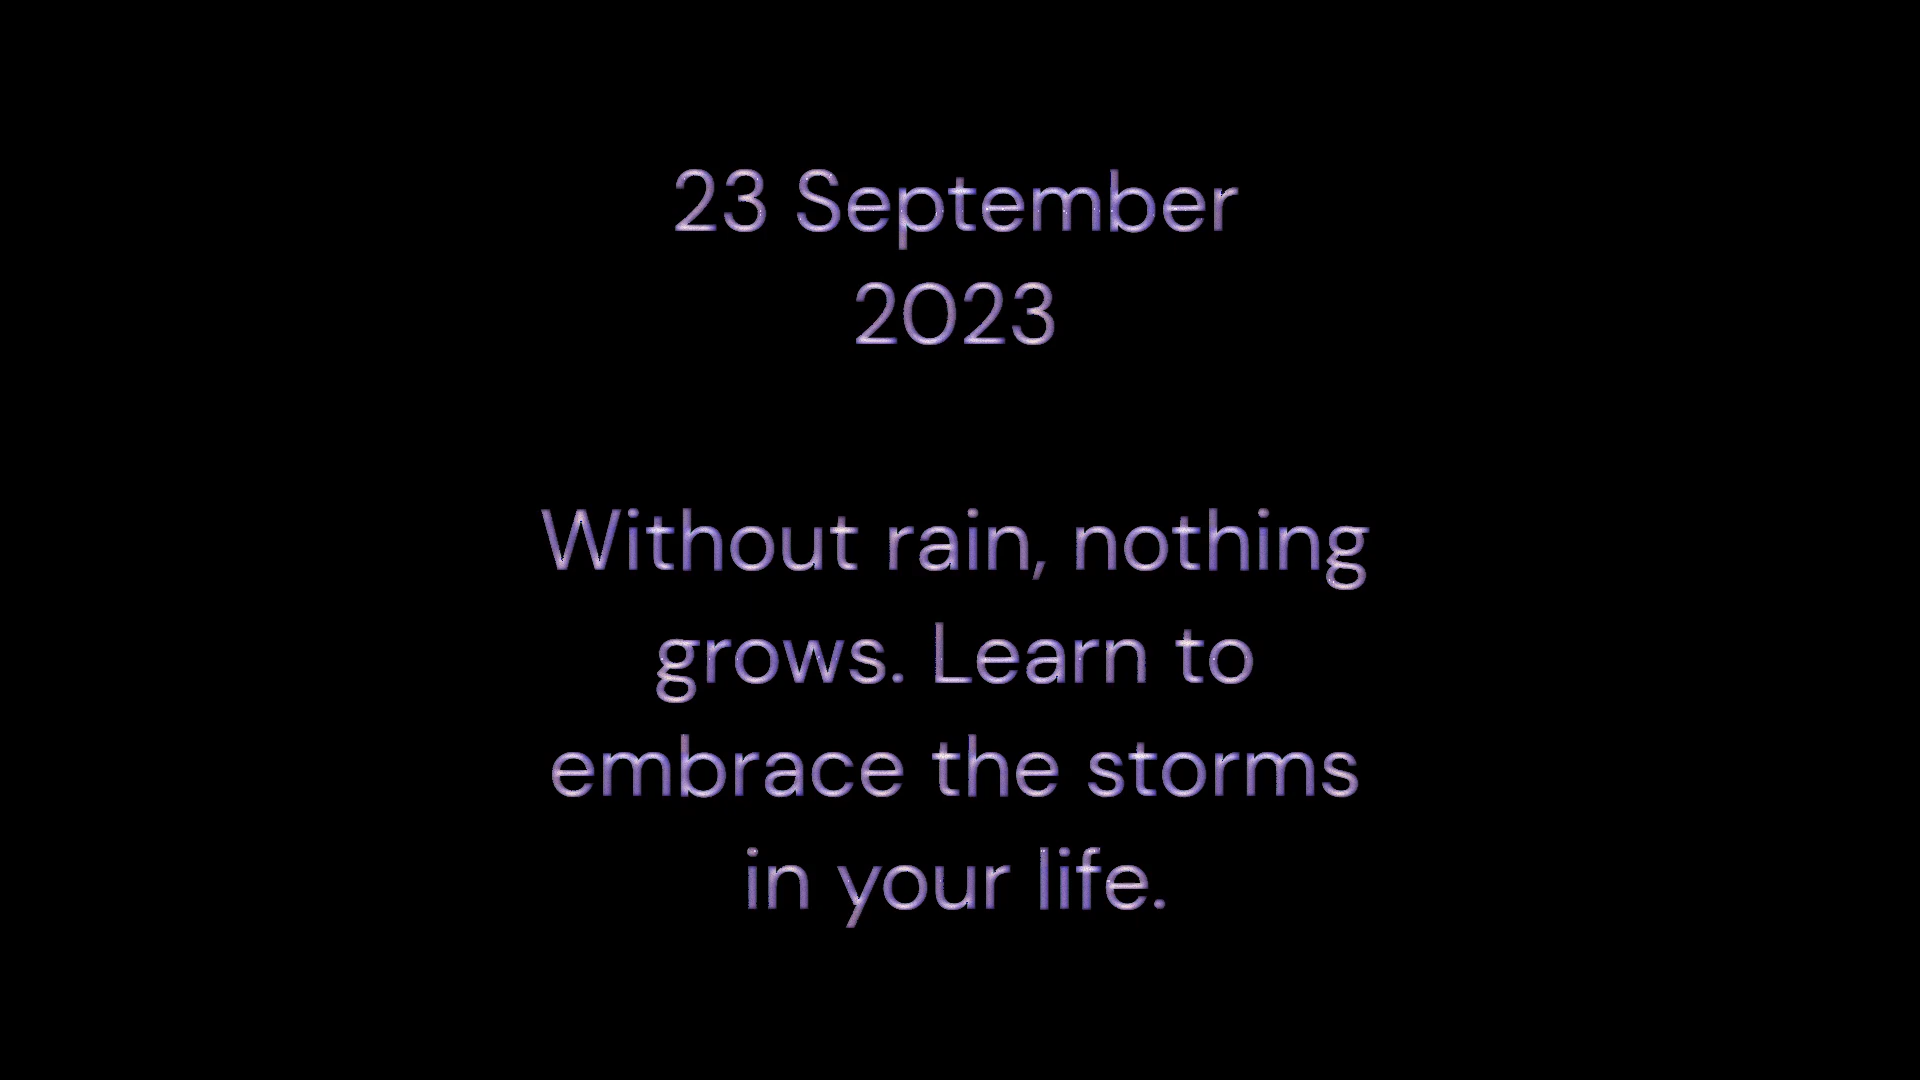 23 September
2023
Without rain, nothing
grows. Learn to
embrace the storms
in your life.